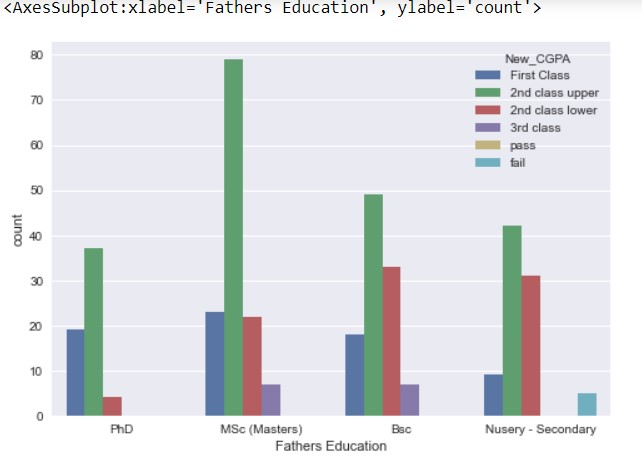 <AxesSubplot:xlabel='Fathers Education', ylabel='count'>
80
70
60
50
40
30
20
10
0
count
New_CGPA
First Class
2nd class upper
2nd class lower
3rd class
pass
fail
PhD
MSc (Masters)
Bsc
Nusery - Secondary
Fathers Education